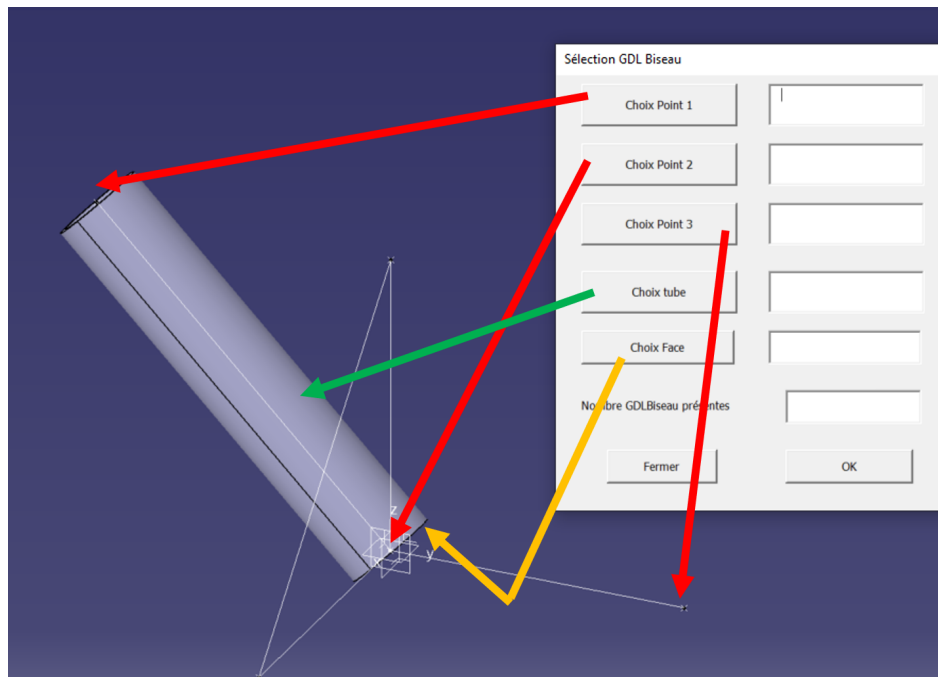 Sélection GDL Biseau
Choix Point 1
Choix Point 2
Choix Point 3
Choix tube
Choix Face
GDLBiseau présentes
Fermer
OK
z
y
x